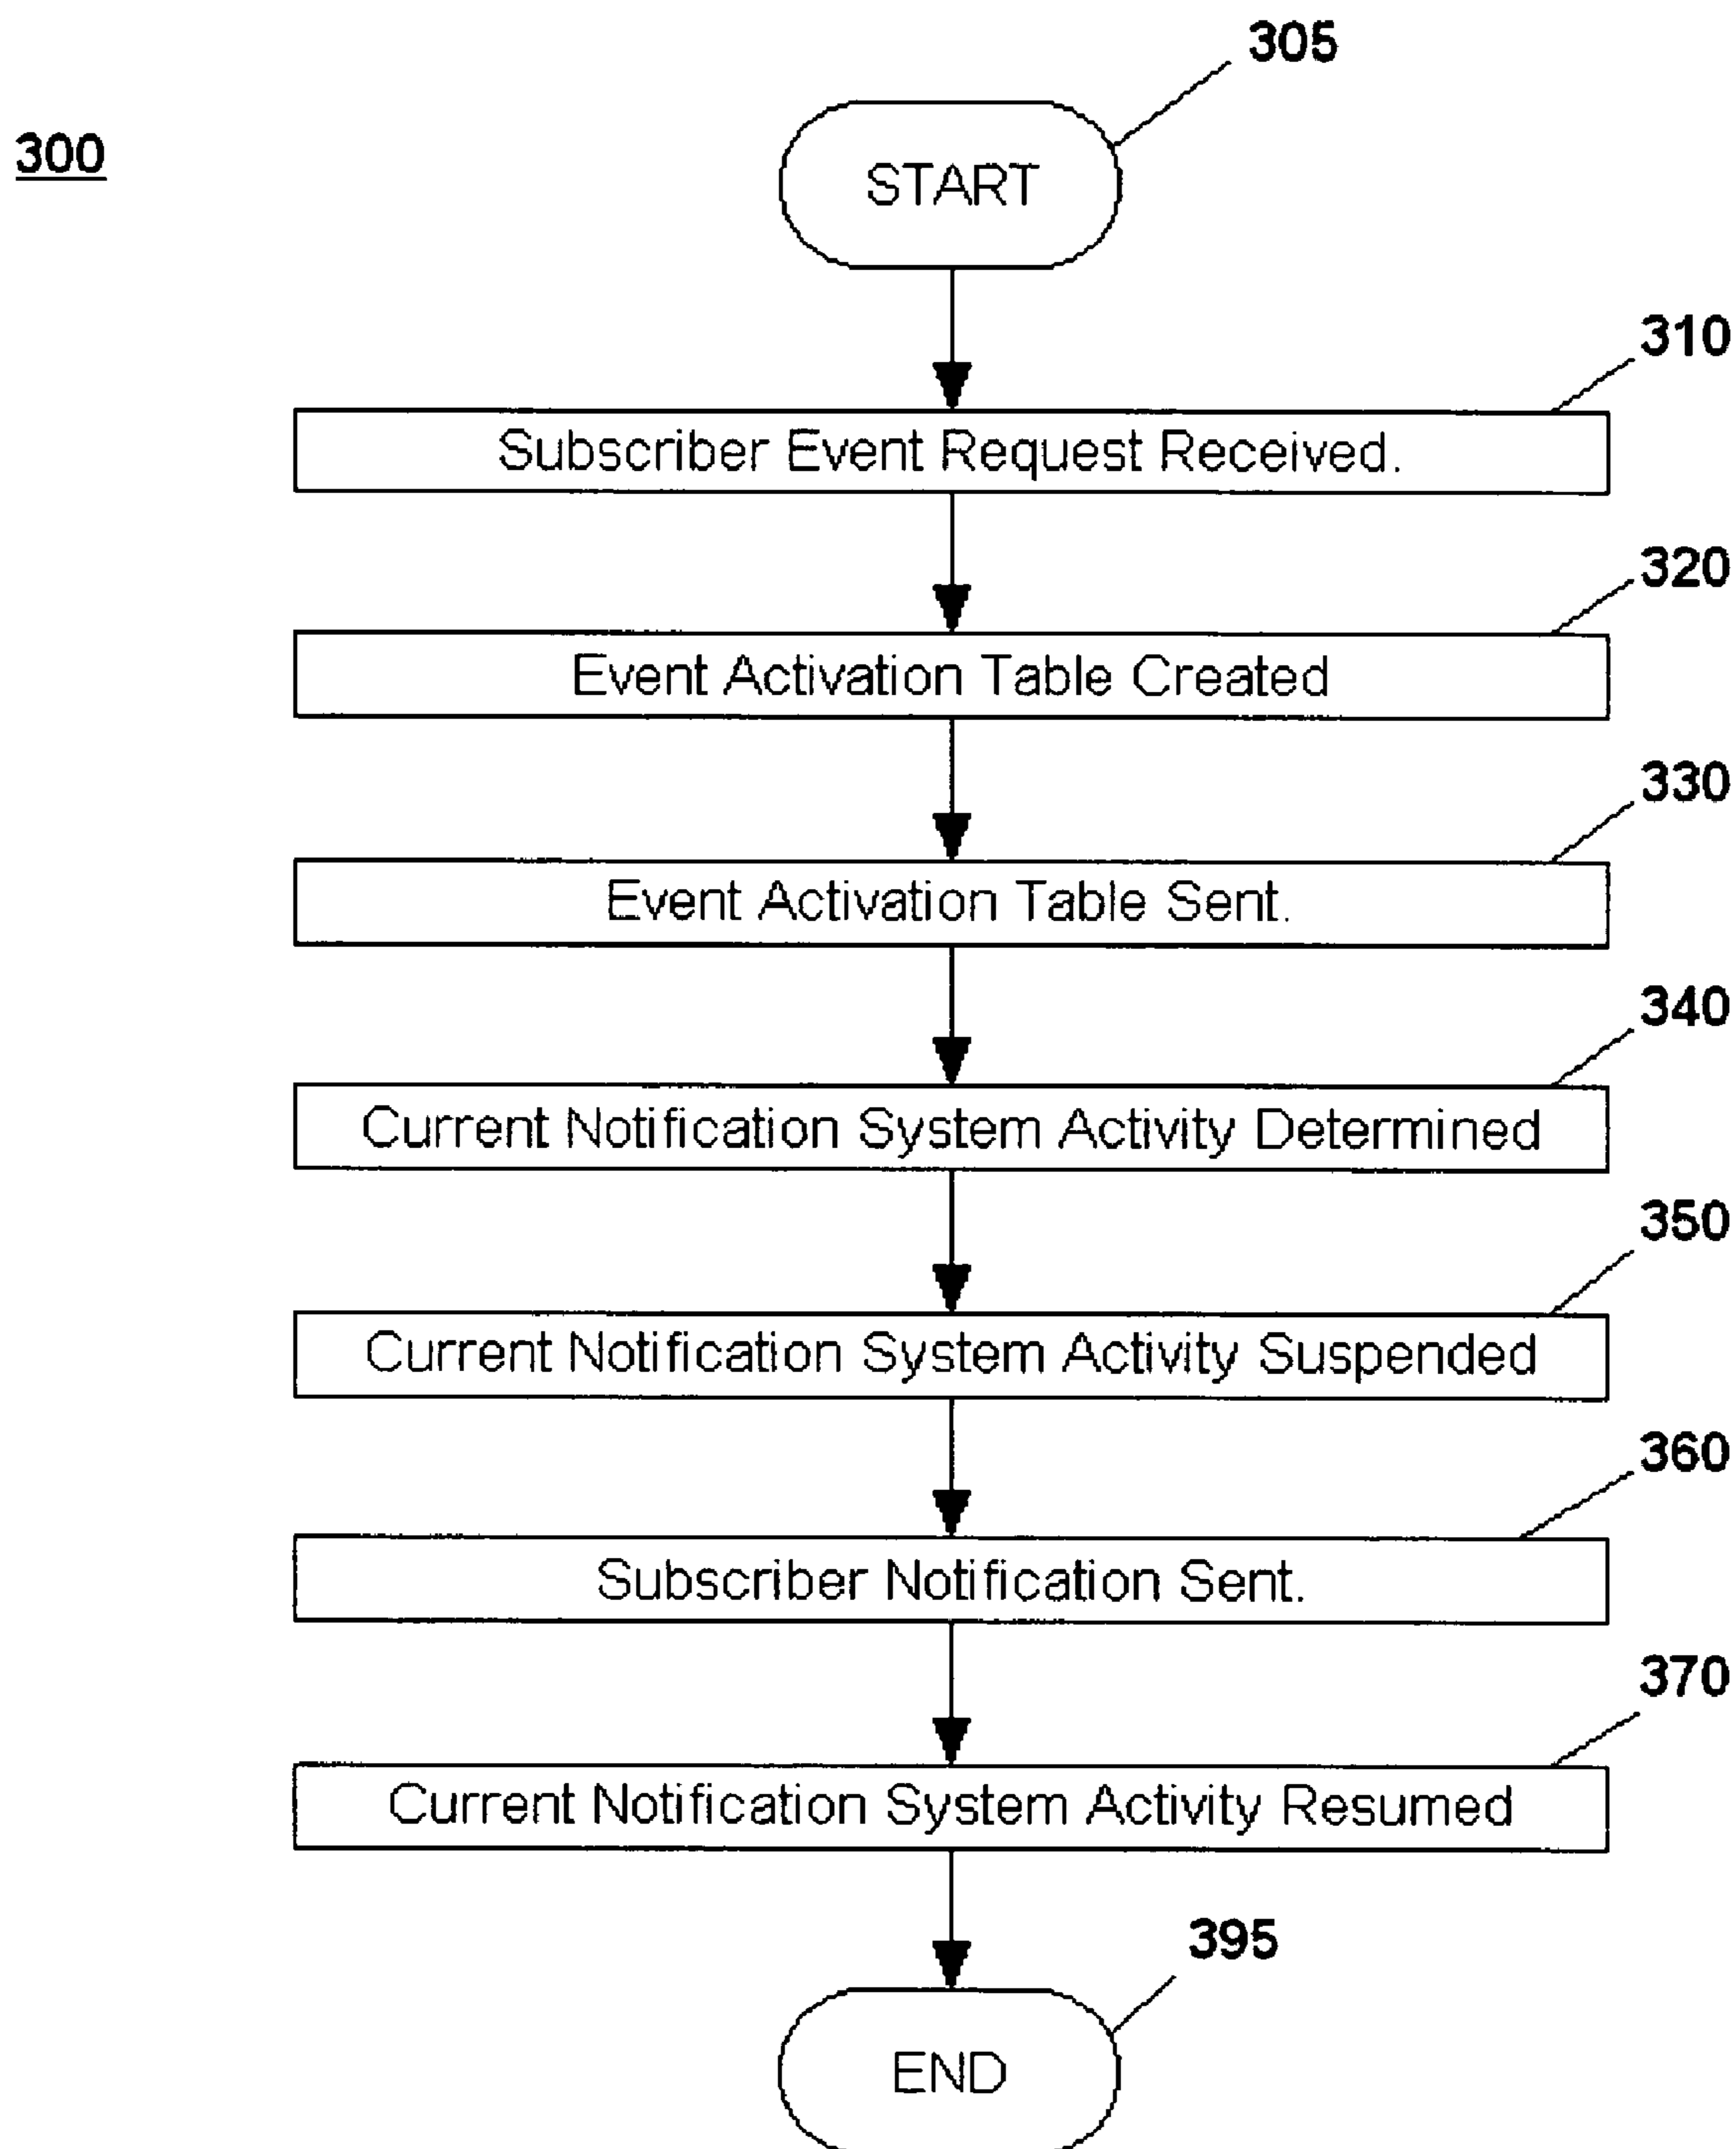 305
300
START
310
Subscriber Event Request Received.
320
Event Activation Table Created
330
Event Activation Table Sent.
340
Current Notification System Activity Determined
350
Current Notification System Activity Suspended
360
Subscriber Notification Sent.
370
Current Notification System Activity Resumed
395
END